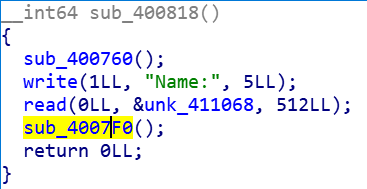 __int64 sub_400818()
{
sub_400760();
write(1LL, "Name:", 5LL);
read(0LL, &unk_411068, 512LL);
sub_4007F0();
return 0LL;
}